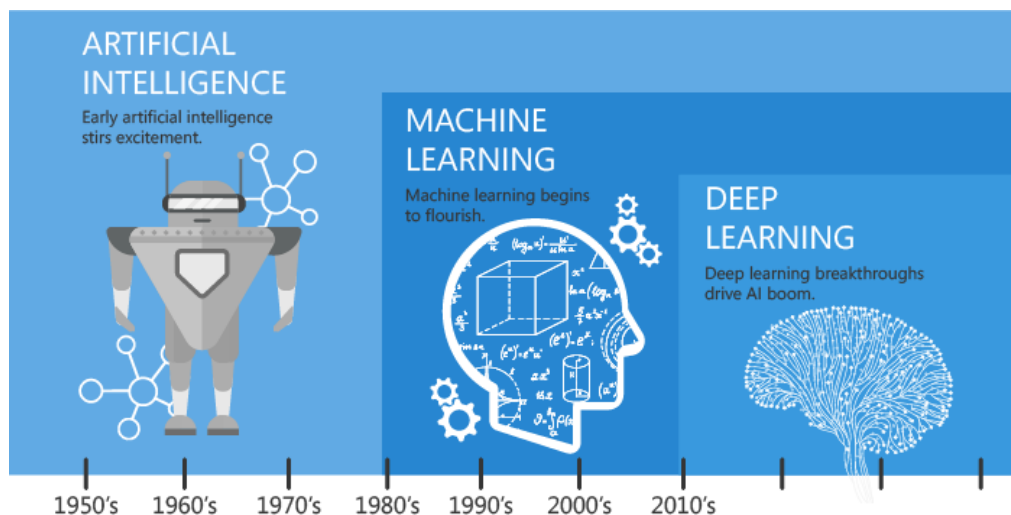 ARTIFICIAL
INTELLIGENCE
Early artificial intelligence
stirs excitement.
MACHINE
LEARNING
Machine learning begins
to flourish.
DEEP
LEARNING
Deep learning breakthroughs
drive AI boom.
1950's 1960's 1970's 1980's 1990's 2000's 2010's